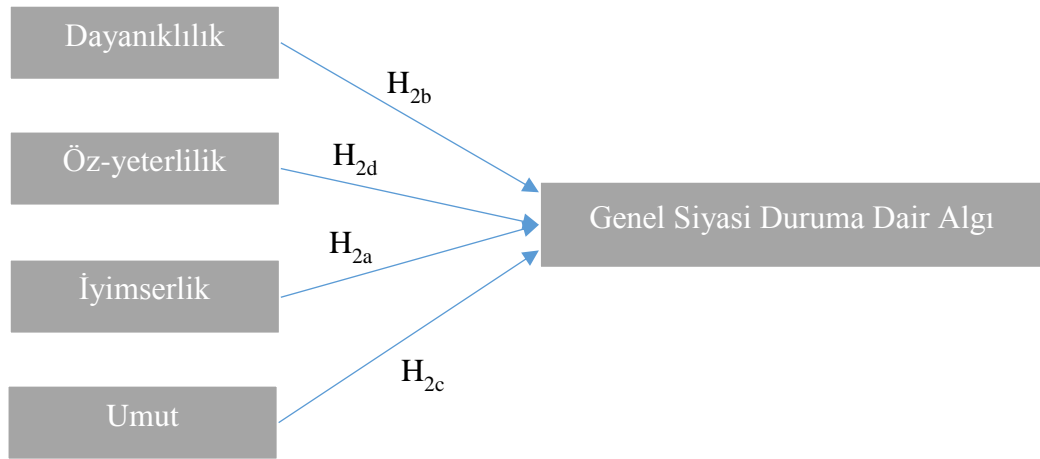 Dayanıklılık
H2b
Öz-yeterlilik
H2d
Genel Siyasi Duruma Dair Algı
H2a
İyimserlik
H2c
Umut